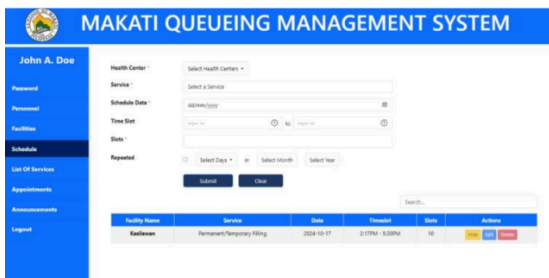 MAKATI QUEUEING MANAGEMENT SYSTEM
John A. Doe
Password
Personnel
Facilities
Schedule
List Of Services
Appointments
Announcements
Logout
Health Center * Select Health Centers
Service * Select a Service
Schedule Date * dd/mm/yyyy
Time Slot to
Slots *
Repeated Select Days in Select Month Select Year
Submit Clear
Search...
Facility Name Service Date Timeslot Slots Actions
Kasilawan Permanent/Temporary Filling 2024-10-17 2:17PM - 5:20PM 10 Edit Delete